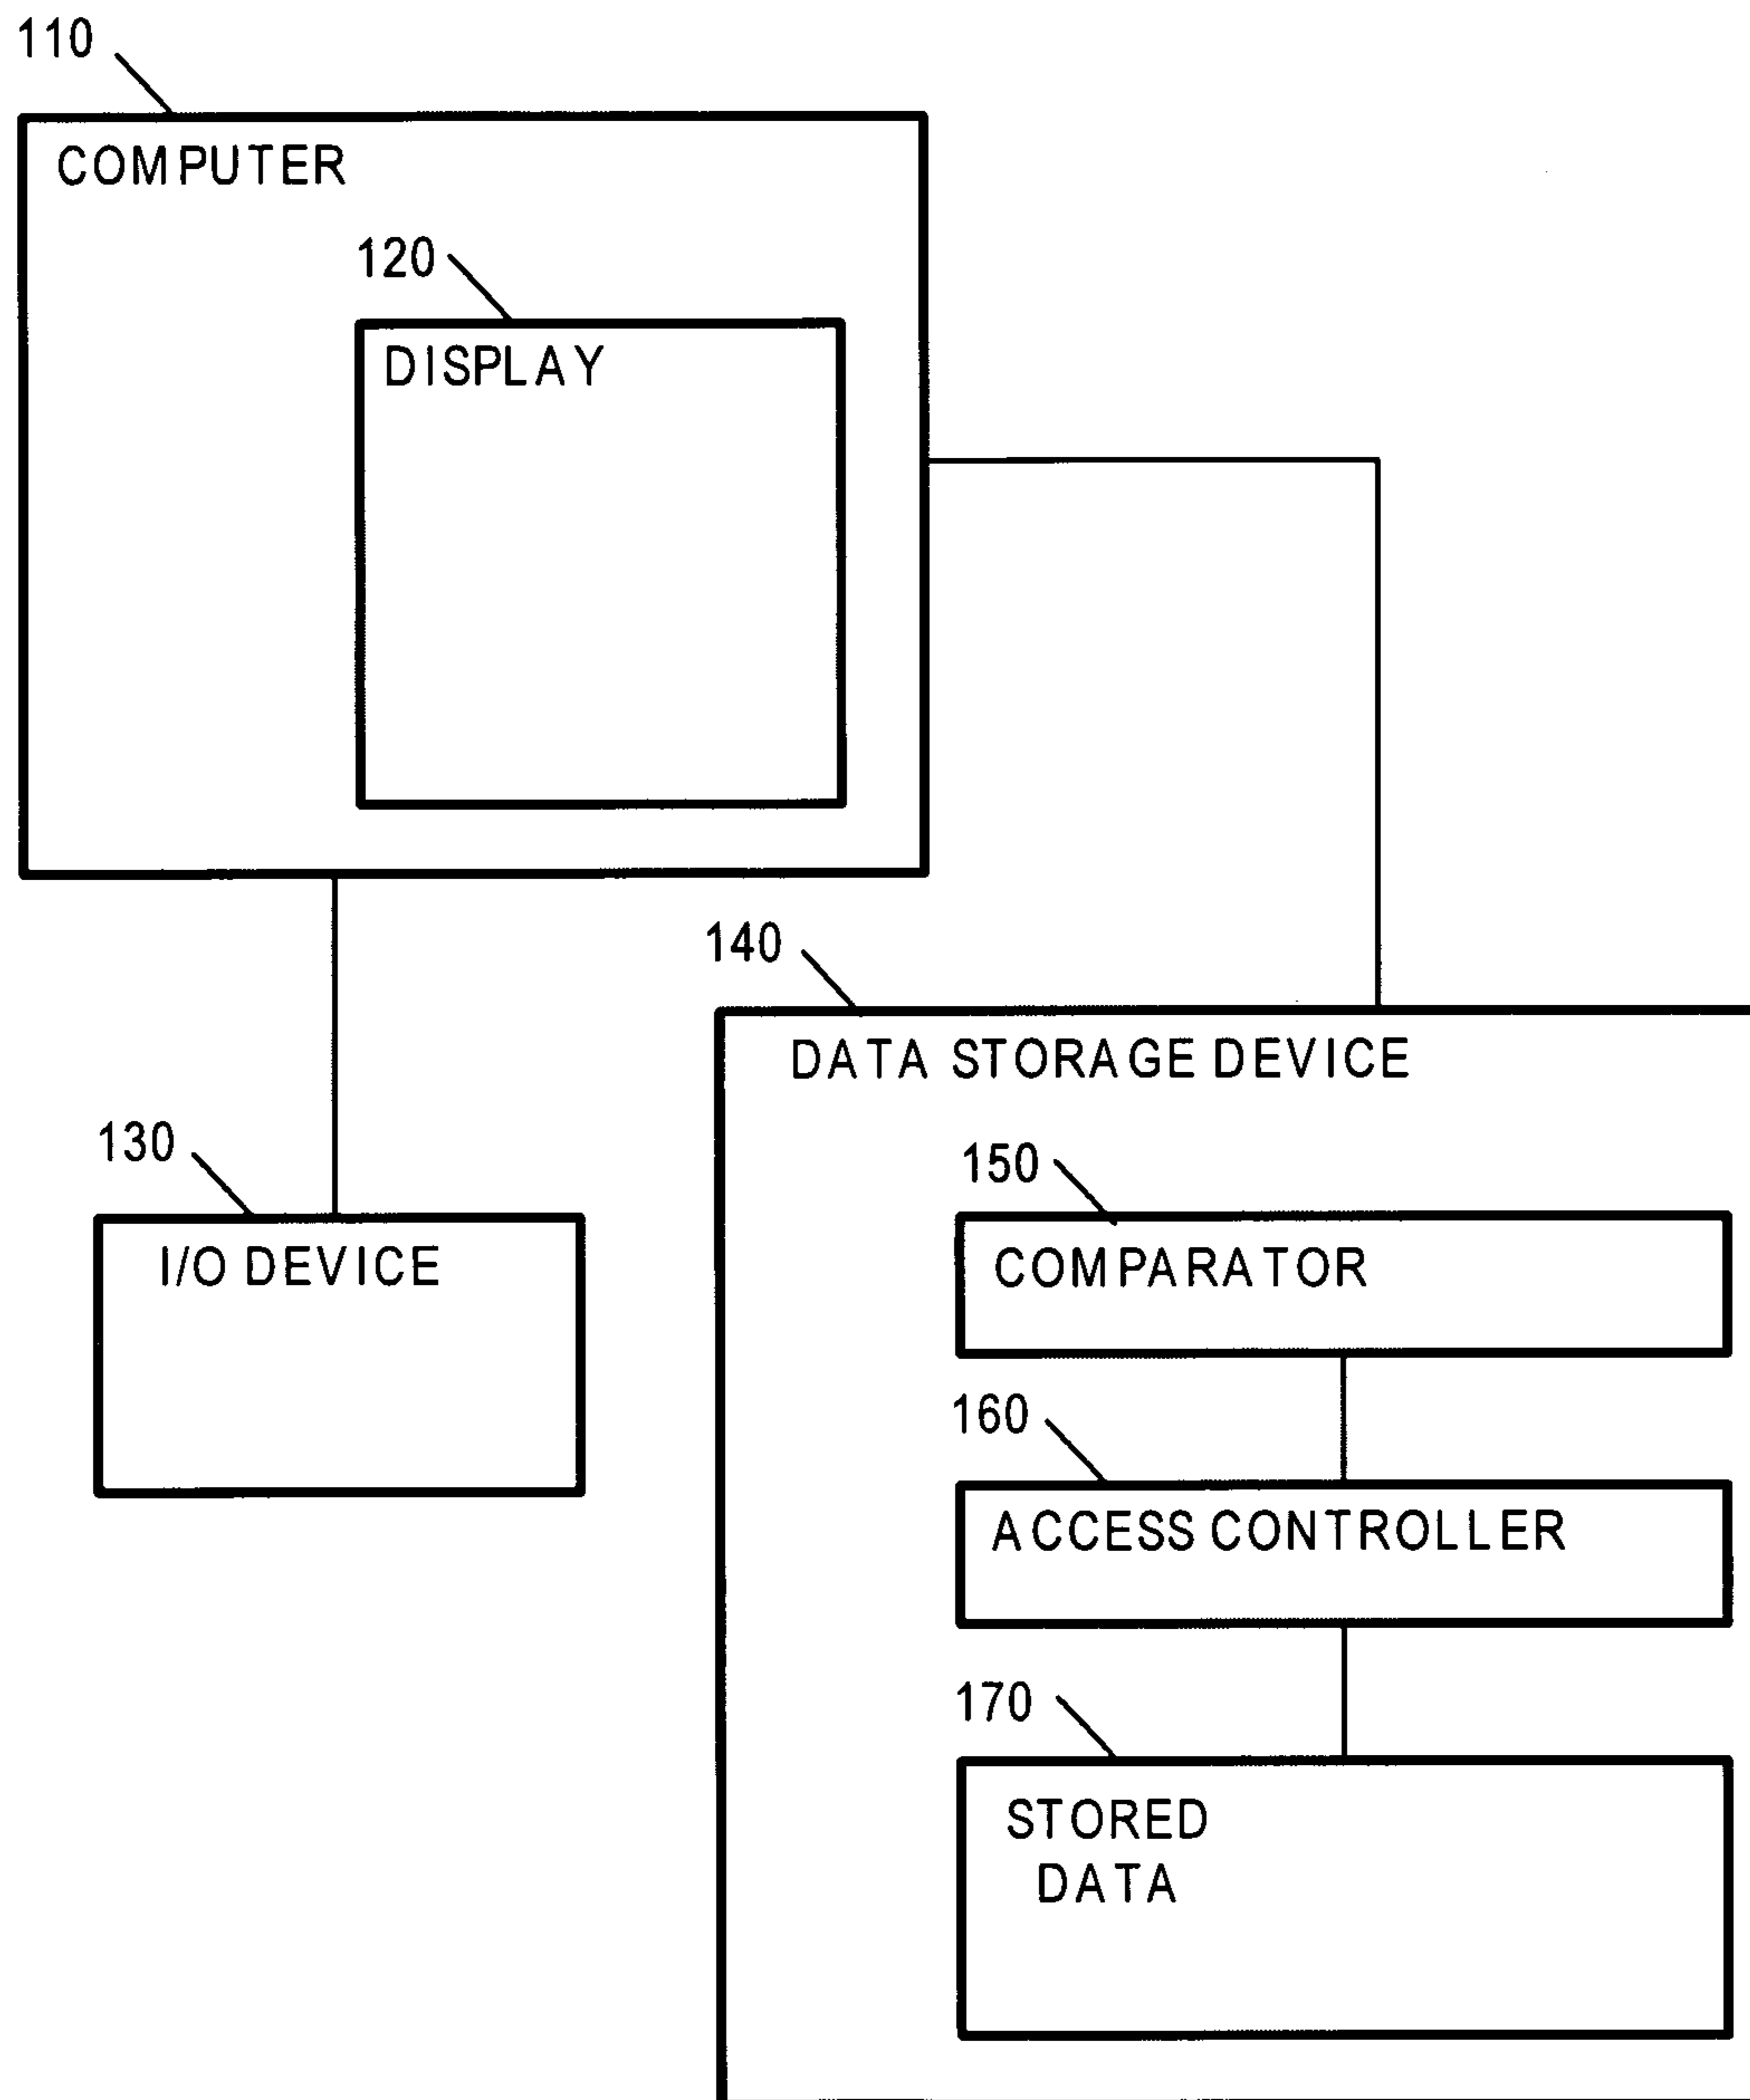 110
COMPUTER
120
DISPLAY
140
DATA STORAGE DEVICE
130
I/O DEVICE
150
COMPARATOR
160
ACCESS CONTROLLER
170
STORED
DATA